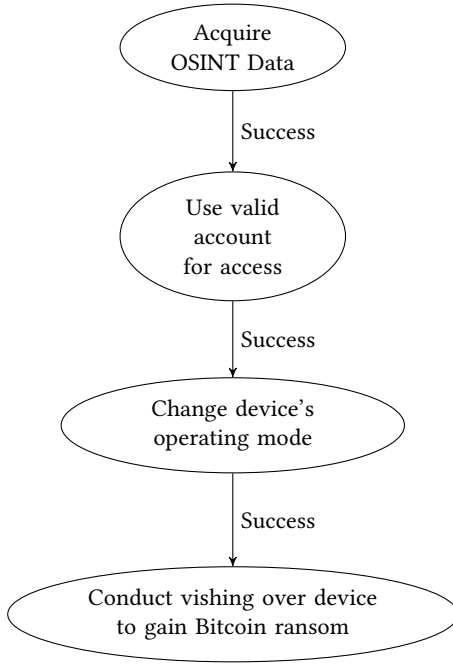 Acquire
OSINT Data
Success
Use valid
account
for access
Success
Change device's
operating mode
Success
Conduct vishing over device
to gain Bitcoin ransom